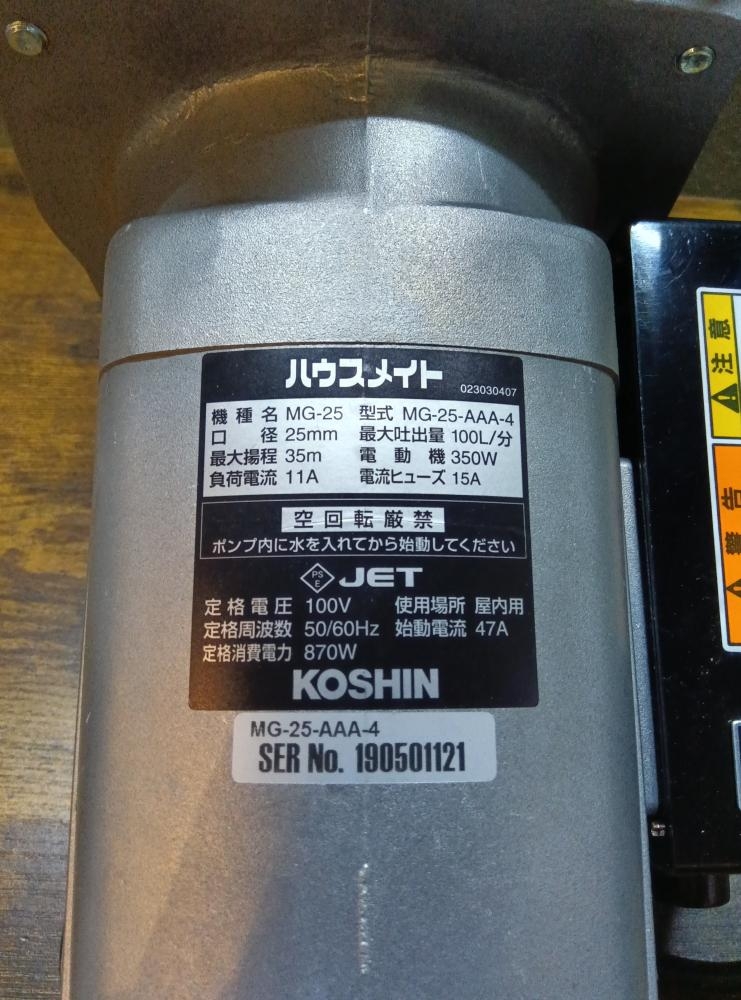 ハウスメイト
023030407
機種名 MG-25 型式 MG-25-AAA-4
口径 25mm 最大吐出量 100L/分
最大揚程 35m 電動機 350W
負荷電流 11A 電流ヒューズ 15A
空回転厳禁
ポンプ内に水を入れてから始動してください
PS E JET
定格電圧 100V 使用場所 屋内用
定格周波数 50/60Hz 始動電流 47A
定格消費電力 870W
KOSHIN
MG-25-AAA-4
SER No. 190501121
注意
警告